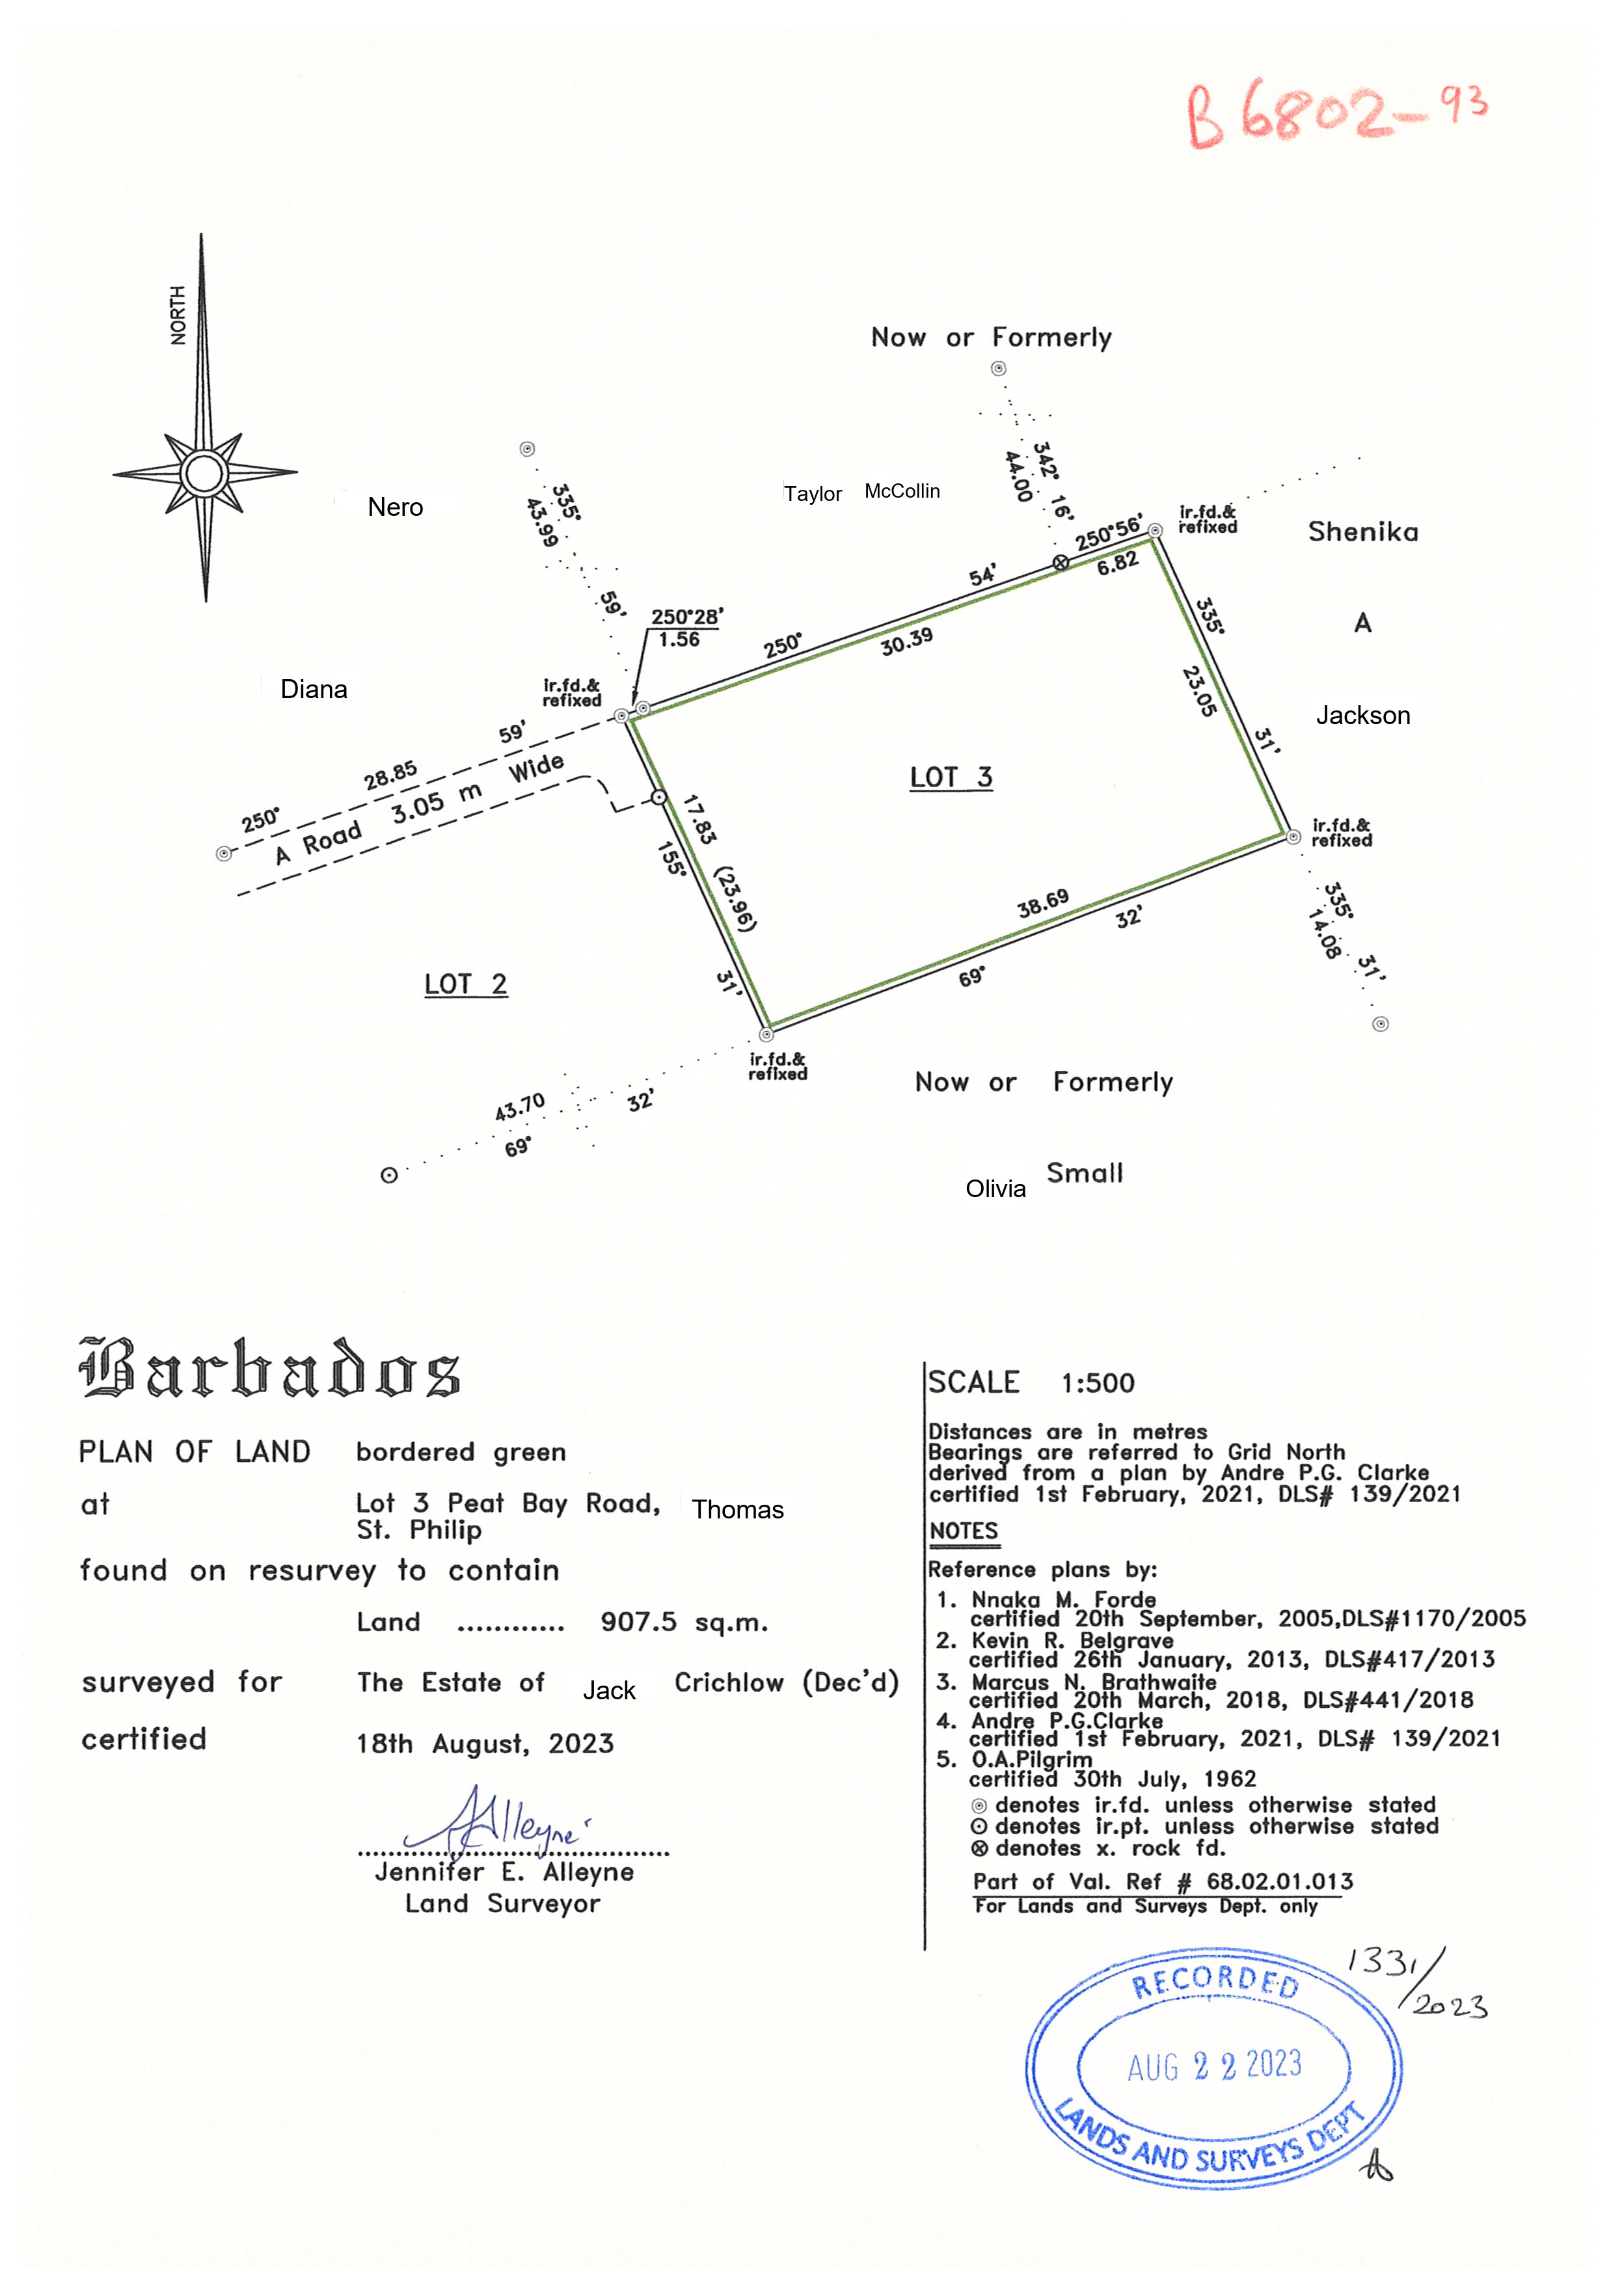 B 6802-93
NORTH
Now or Formerly
Nero
335°
43.99
59'
Taylor McCollin
342° 16'
44.00
250°56'
6.82
ir.fd.&
refixed
Shenika
A
Jackson
54'
250°
30.39
250°28'
1.56
Diana
ir.fd.&
refixed
59'
28.85
250°
A Road 3.05 m Wide
335°
23.05
31'
LOT 3
17.83
(23.96)
155°
31'
ir.fd.&
refixed
38.69
32'
69°
335°
14.08
31'
LOT 2
ir.fd.&
refixed
43.70
32'
69°
Now or Formerly
Olivia Small
Barbados
PLAN OF LAND bordered green
at Lot 3 Peat Bay Road, Thomas
St. Philip
found on resurvey to contain
Land ............ 907.5 sq.m.
surveyed for The Estate of Jack Crichlow (Dec'd)
certified 18th August, 2023
JAlleyne
Jennifer E. Alleyne
Land Surveyor
SCALE 1:500
Distances are in metres
Bearings are referred to Grid North
derived from a plan by Andre P.G. Clarke
certified 1st February, 2021, DLS# 139/2021
NOTES
Reference plans by:
1. Nnaka M. Forde
certified 20th September, 2005,DLS#1170/2005
2. Kevin R. Belgrave
certified 26th January, 2013, DLS#417/2013
3. Marcus N. Brathwaite
certified 20th March, 2018, DLS#441/2018
4. Andre P.G.Clarke
certified 1st February, 2021, DLS# 139/2021
5. O.A.Pilgrim
certified 30th July, 1962
denotes ir.fd. unless otherwise stated
denotes ir.pt. unless otherwise stated
denotes x. rock fd.
Part of Val. Ref # 68.02.01.013
For Lands and Surveys Dept. only
1331/2023
RECORDED
AUG 22 2023
LANDS AND SURVEYS DEPT